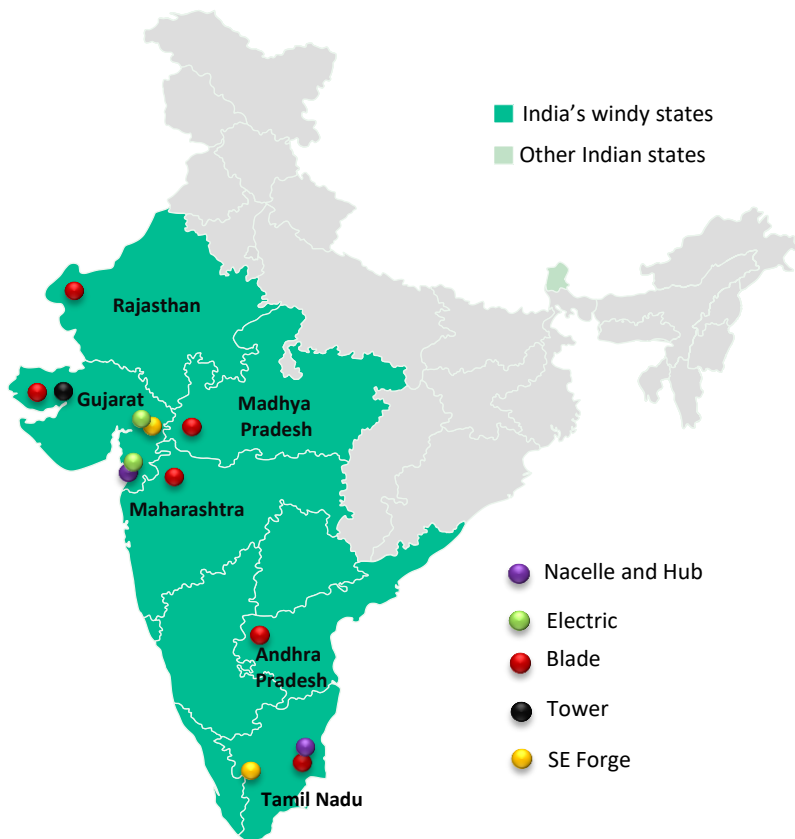 India’s windy states
Other Indian states
Rajasthan
Gujarat
Madhya
Pradesh
Maharashtra
Andhra
Pradesh
Tamil Nadu
Nacelle and Hub
Electric
Blade
Tower
SE Forge